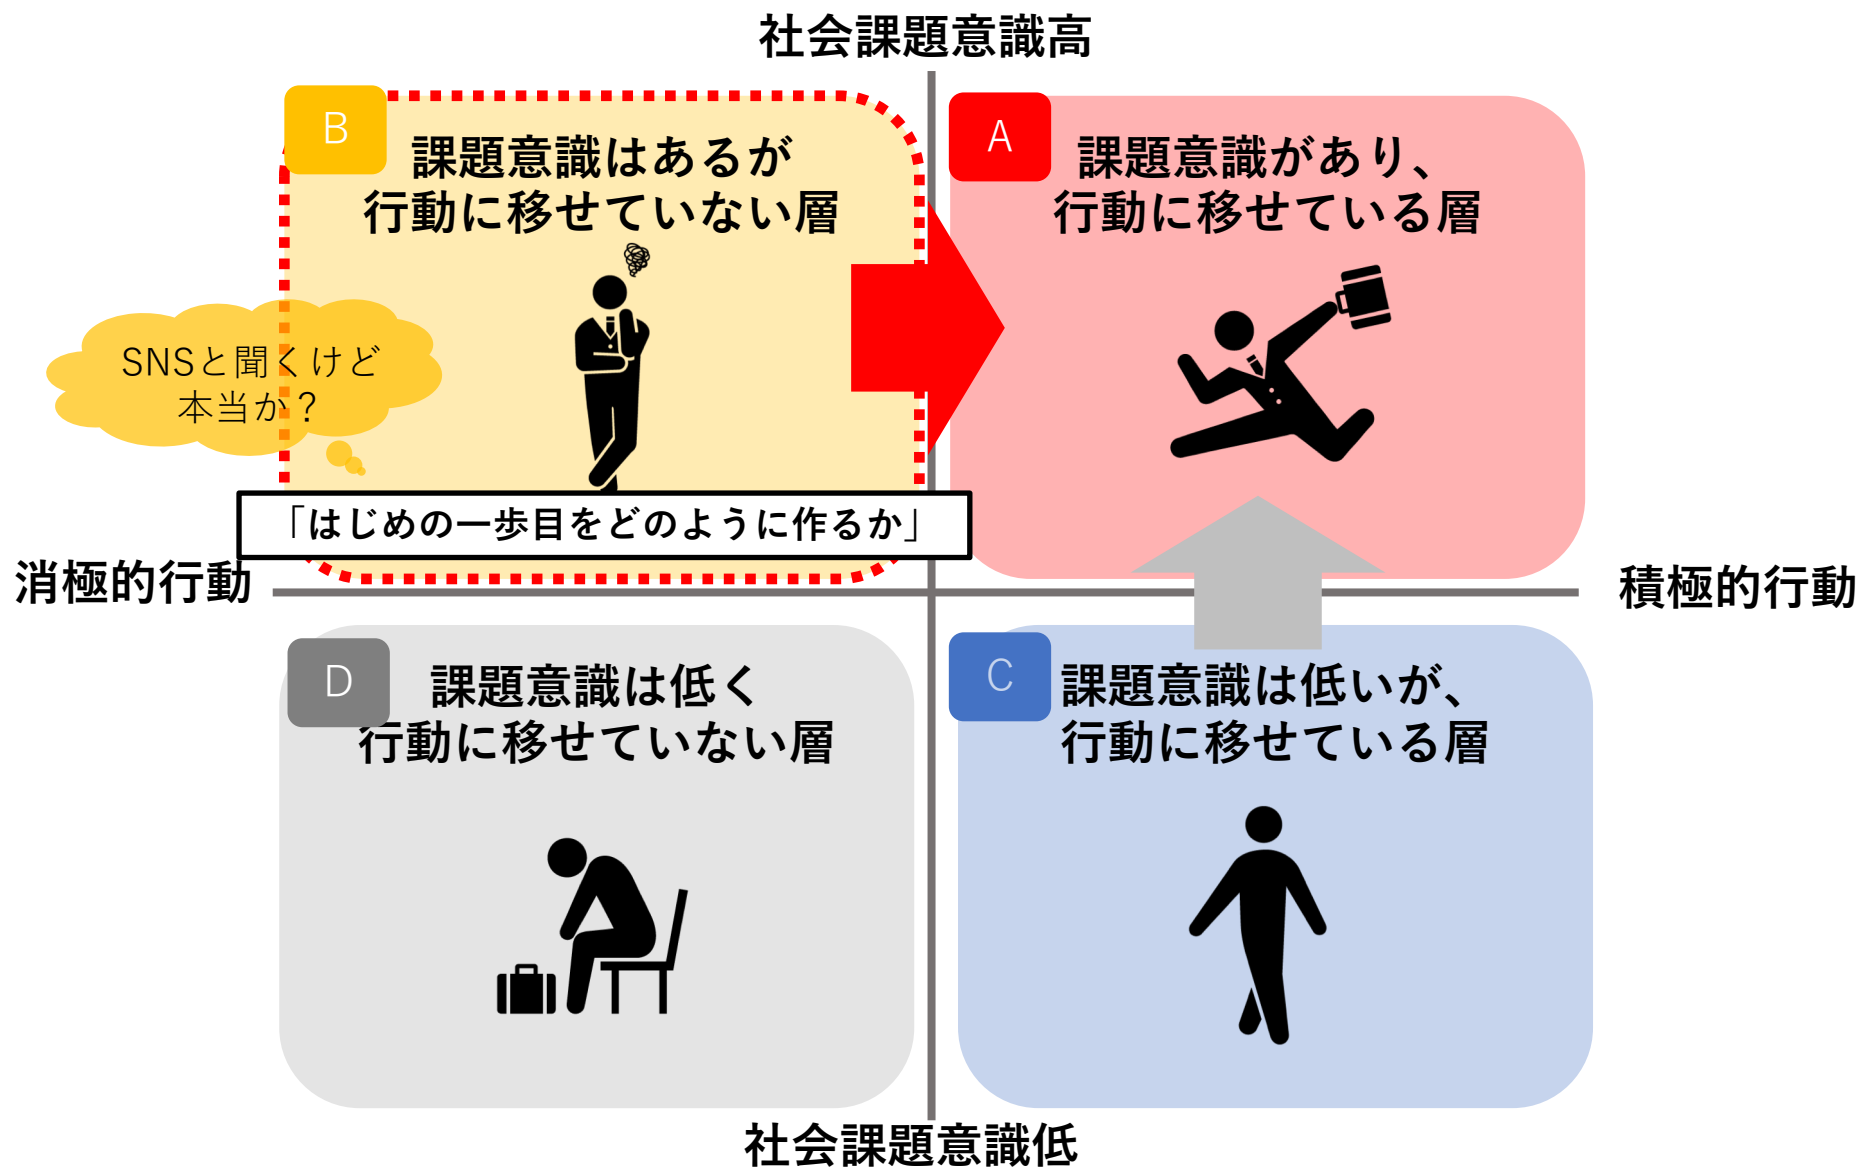 社会課題意識高
B
課題意識はあるが
行動に移せていない層
A
課題意識があり、
行動に移せている層
SNSと聞くけど
本当か？
「はじめの一歩目をどのように作るか」
消極的行動
積極的行動
D
課題意識は低く
行動に移せていない層
C
課題意識は低いが、
行動に移せている層
社会課題意識低